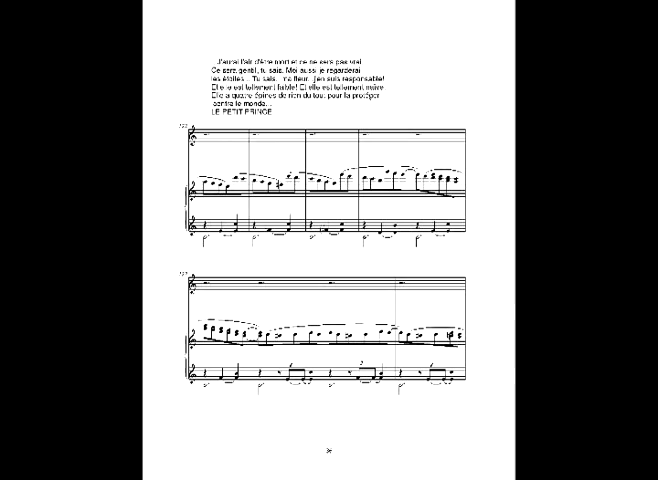 J'aurai l'air d'être mort et ce ne sera pas vrai
Ce sera gentil, tu sais. Moi aussi je regarderai
les étoiles... Tu sais... ma fleur... j'en suis responsable!
Et elle est tellement faible! Et elle est tellement naïve.
Elle a quatre épines de rien du tout pour la protéger
contre le monde...
LE PETIT PRINCE